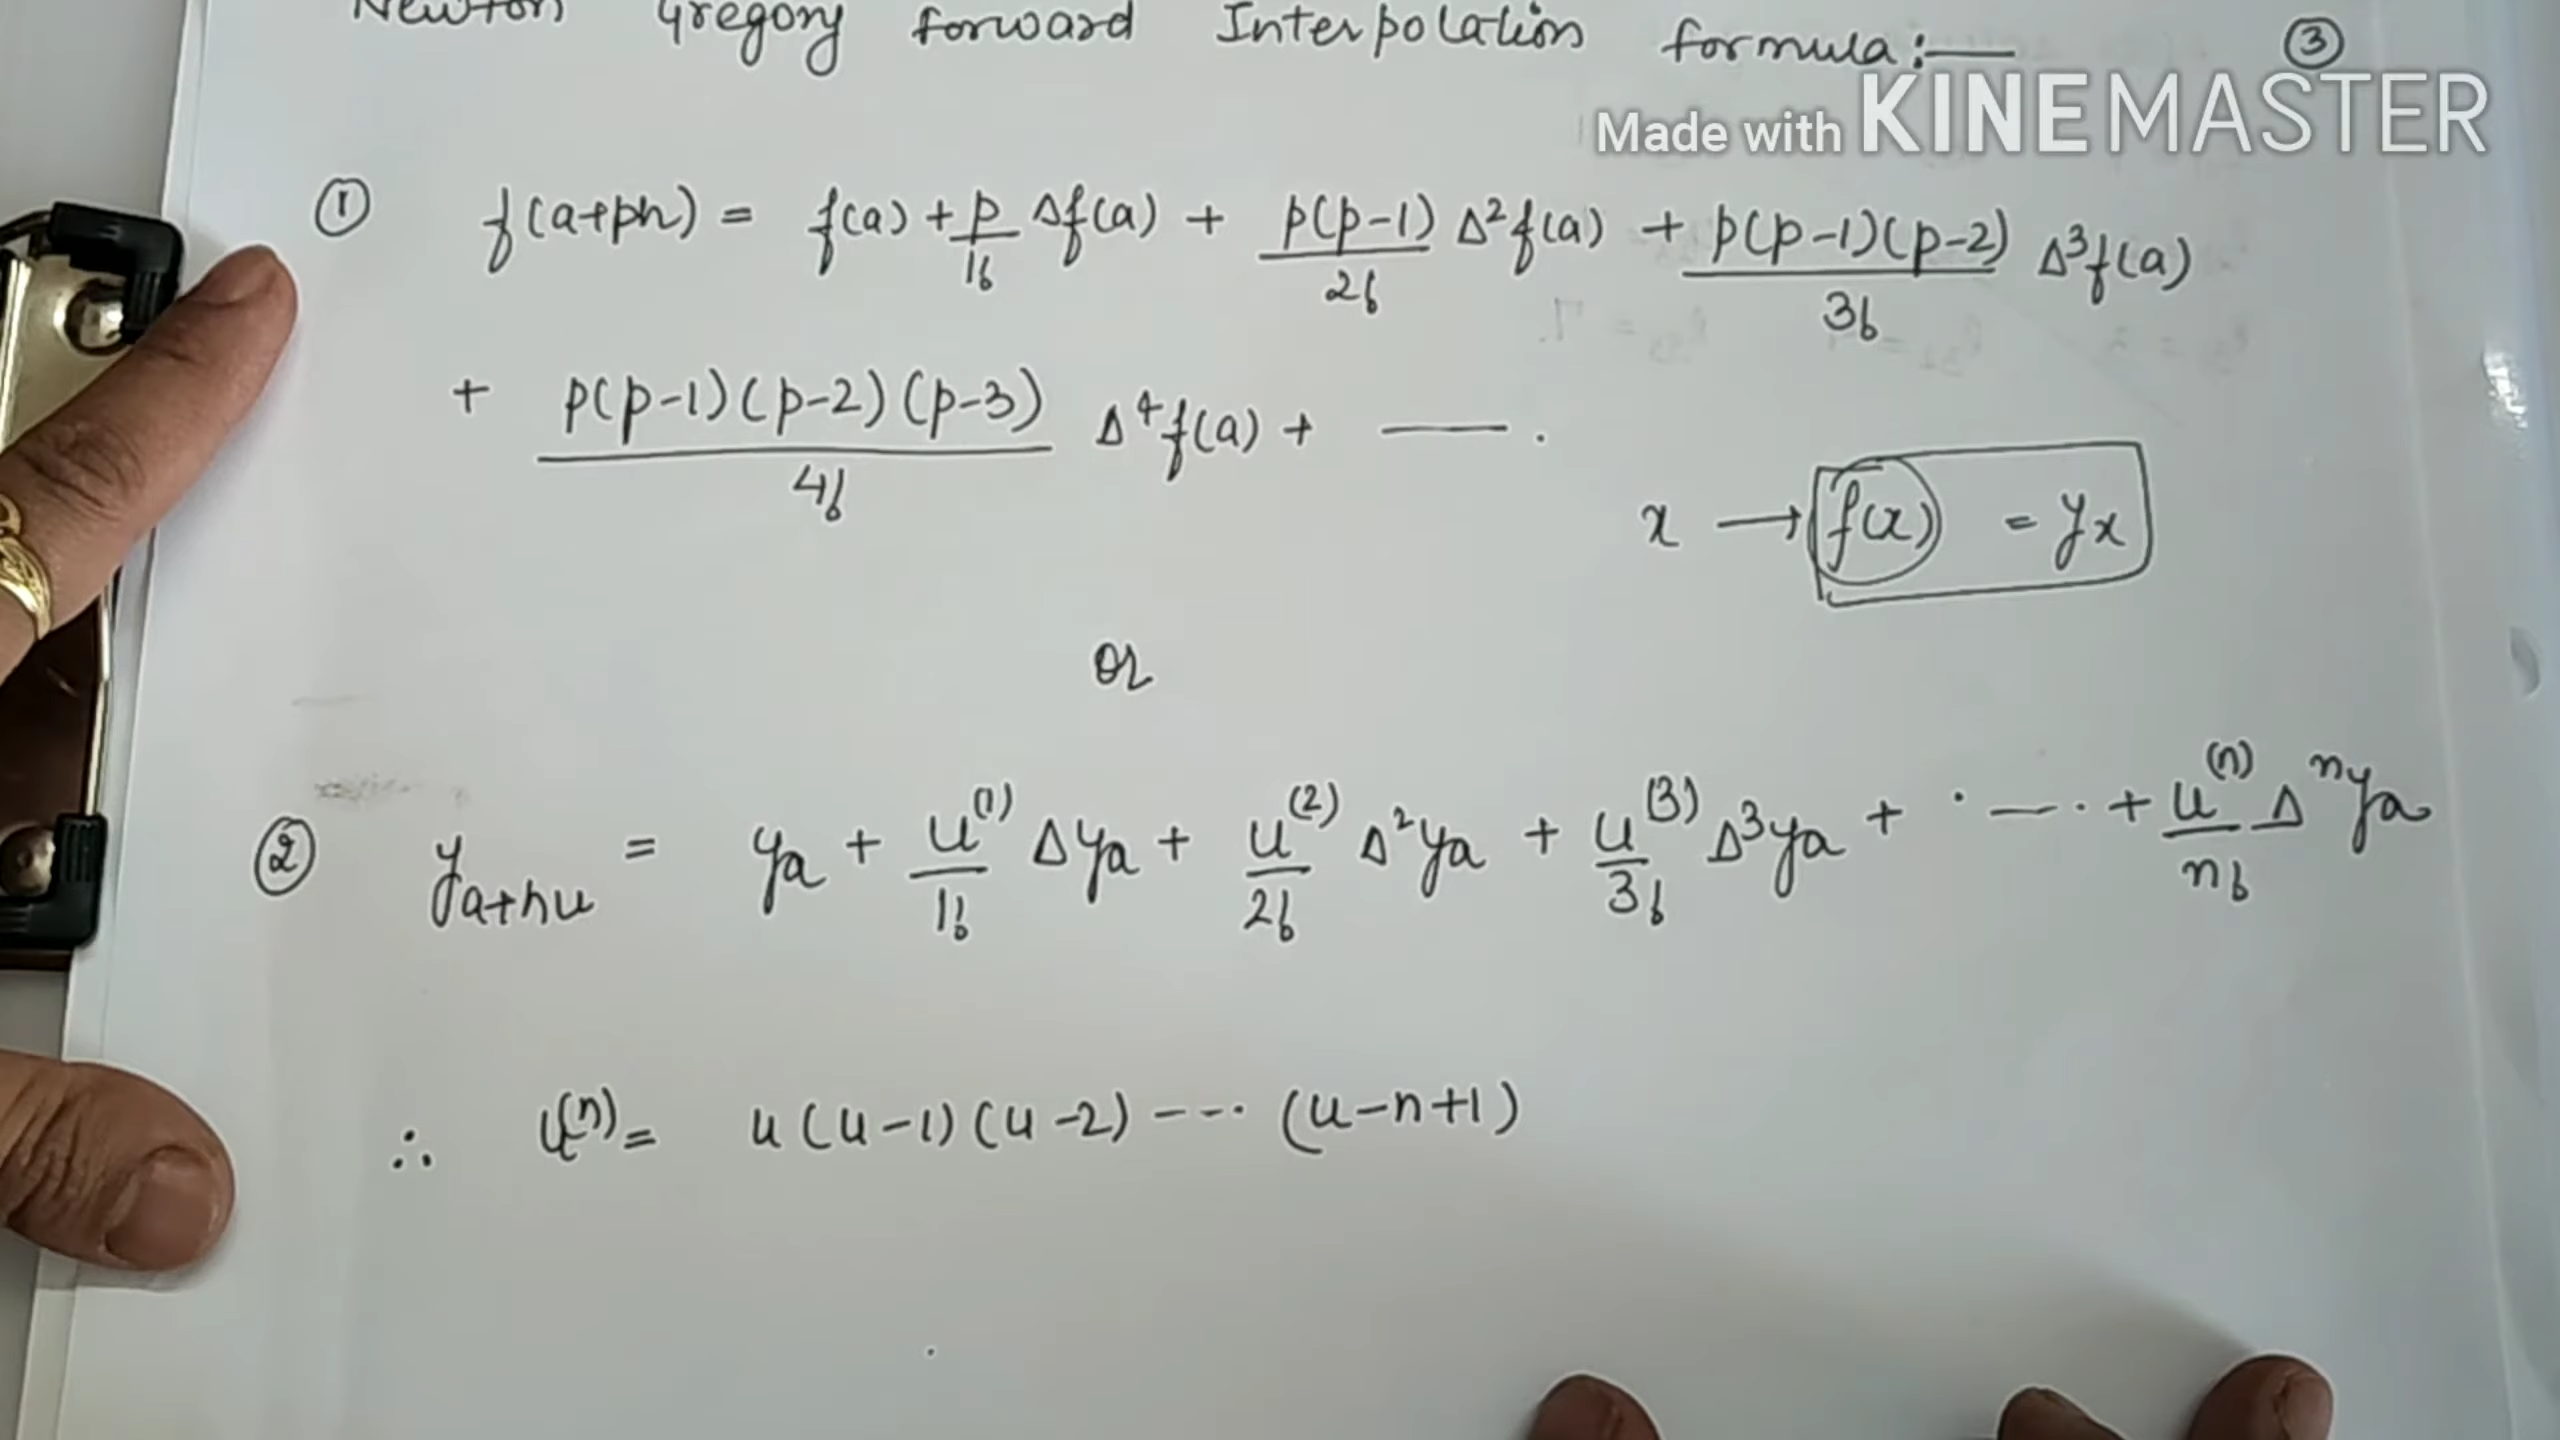 Newton Gregory forward Interpolation formula:—
③
Made with KINEMASTER
① f(a+ph) = f(a) + p/1! Δf(a) + p(p-1)/2! Δ²f(a) + p(p-1)(p-2)/3! Δ³f(a)
+ p(p-1)(p-2)(p-3)/4! Δ⁴f(a) + —— .
x → f(x) = yx
or
② y_{a+hu} = ya + u^(1)/1! Δya + u^(2)/2! Δ²ya + u^(3)/3! Δ³ya + · — · + u^(n)/n! Δ^n ya
∴ u^(n) = u(u-1)(u-2) ---- (u-n+1)